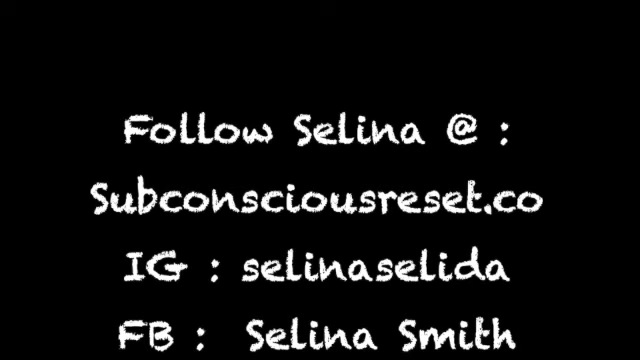 Follow Selina @ :
Subconsciousreset.co
IG : selinaselida
FB : Selina Smith